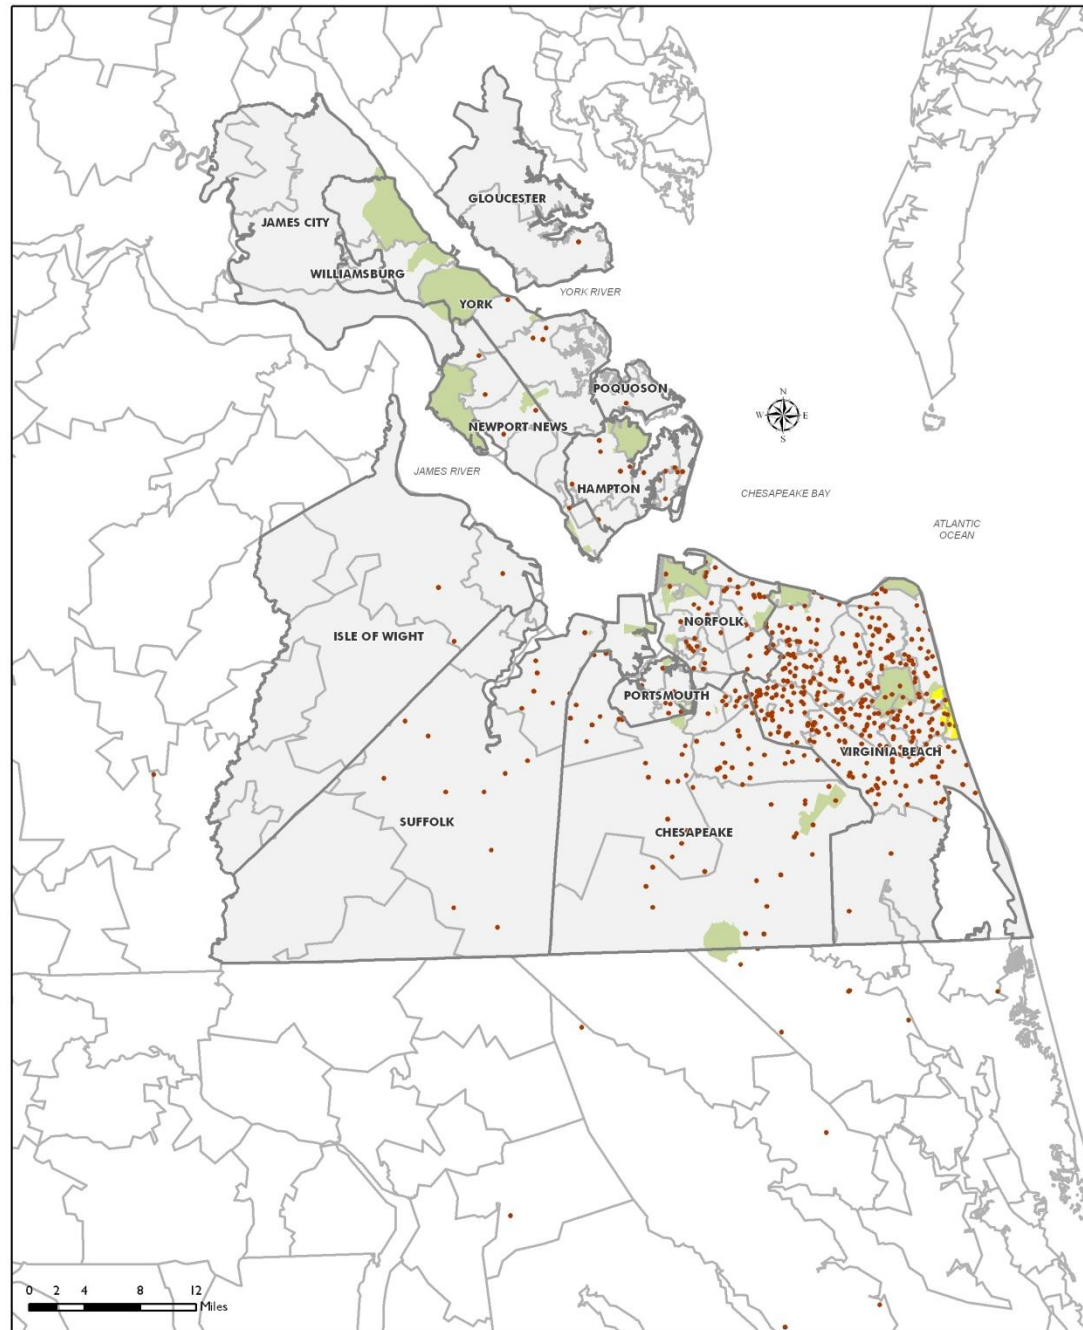 GLOUCESTER
JAMES CITY
WILLIAMSBURG
YORK RIVER
YORK
POQUOSON
N
W E
S
NEWPORT NEWS
JAMES RIVER
HAMPTON
CHESAPEAKE BAY
ATLANTIC
OCEAN
NORFOLK
ISLE OF WIGHT
PORTSMOUTH
VIRGINIA BEACH
SUFFOLK
CHESAPEAKE
0 2 4 8 12
Miles